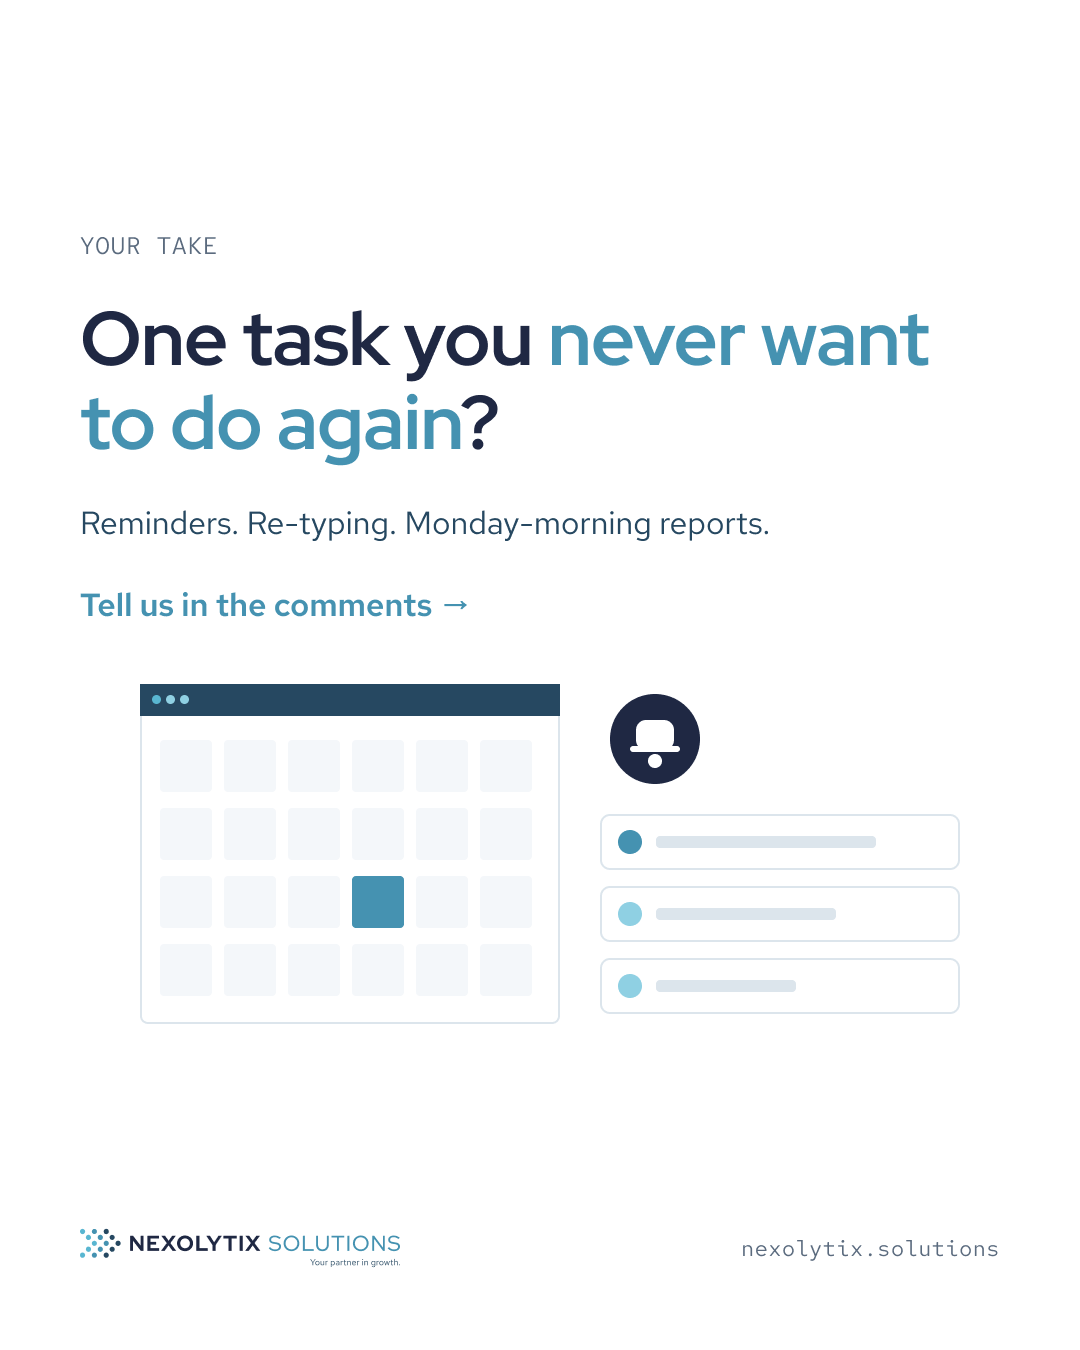 YOUR TAKE
One task you never want
to do again?
Reminders. Re-typing. Monday-morning reports.
Tell us in the comments →
NEXOLYTIX SOLUTIONS
Your partner in growth.
nexolytix.solutions